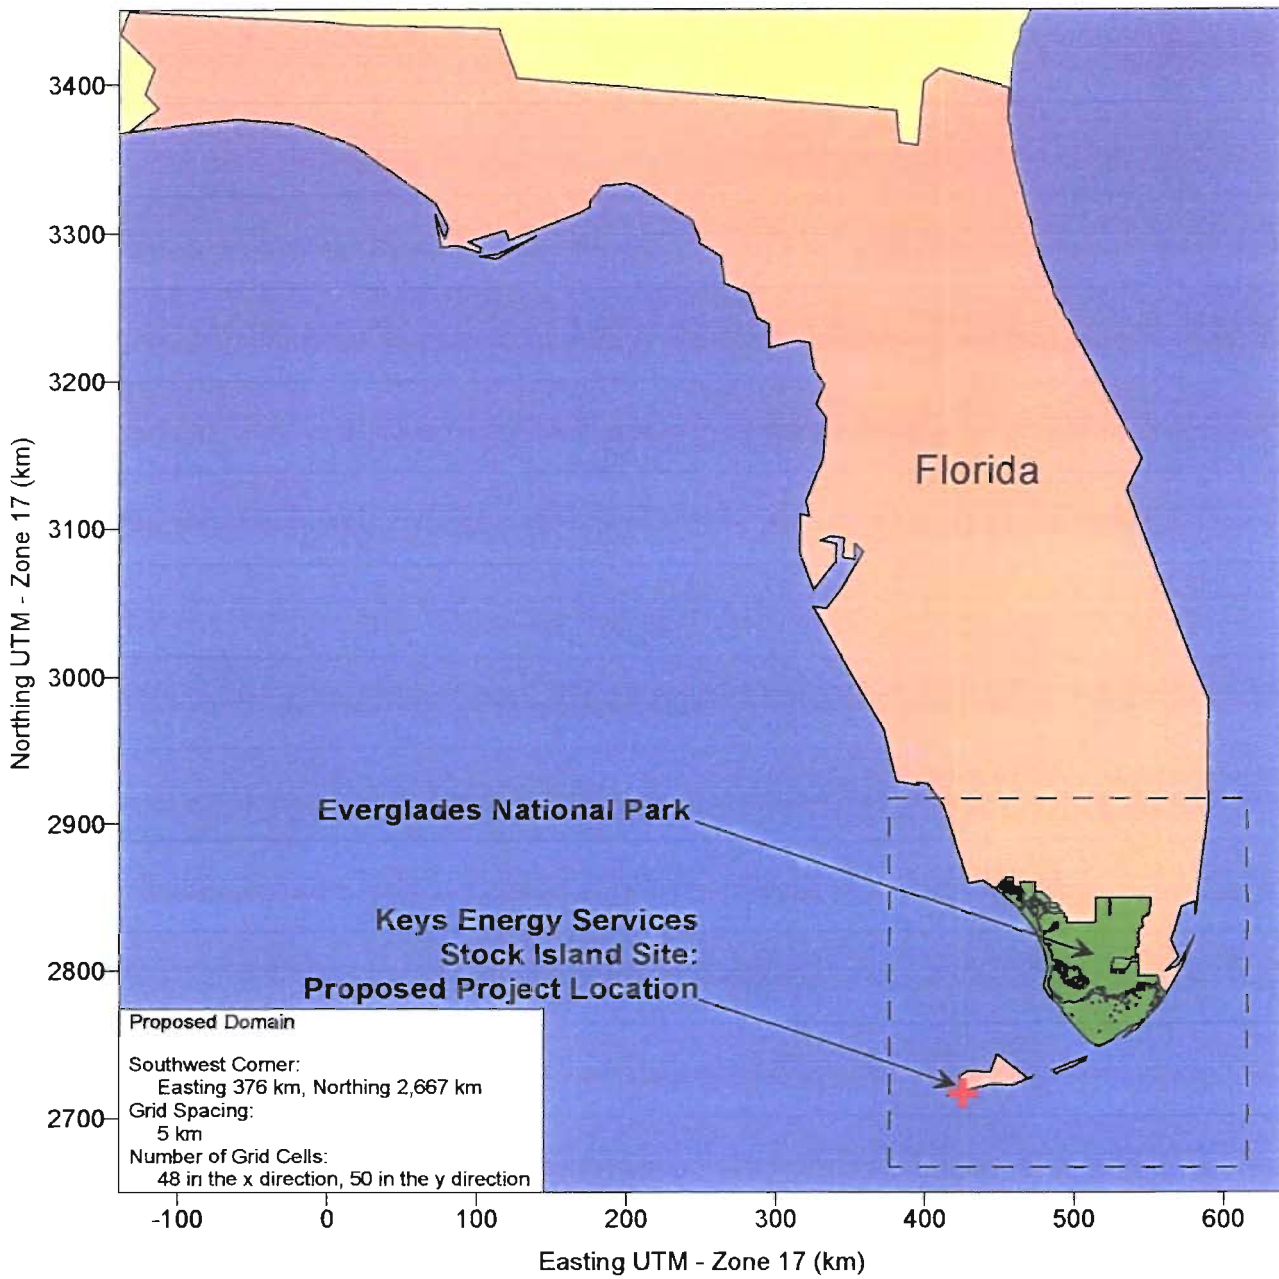 3400
3300
3200
3100
3000
2900
2800
2700
Northing UTM - Zone 17 (km)
Florida
Everglades National Park
Keys Energy Services
Stock Island Site:
Proposed Project Location
Proposed Domain
Southwest Corner:
Easting 376 km, Northing 2,667 km
Grid Spacing:
5 km
Number of Grid Cells:
48 in the x direction, 50 in the y direction
-100 0 100 200 300 400 500 600
Easting UTM - Zone 17 (km)